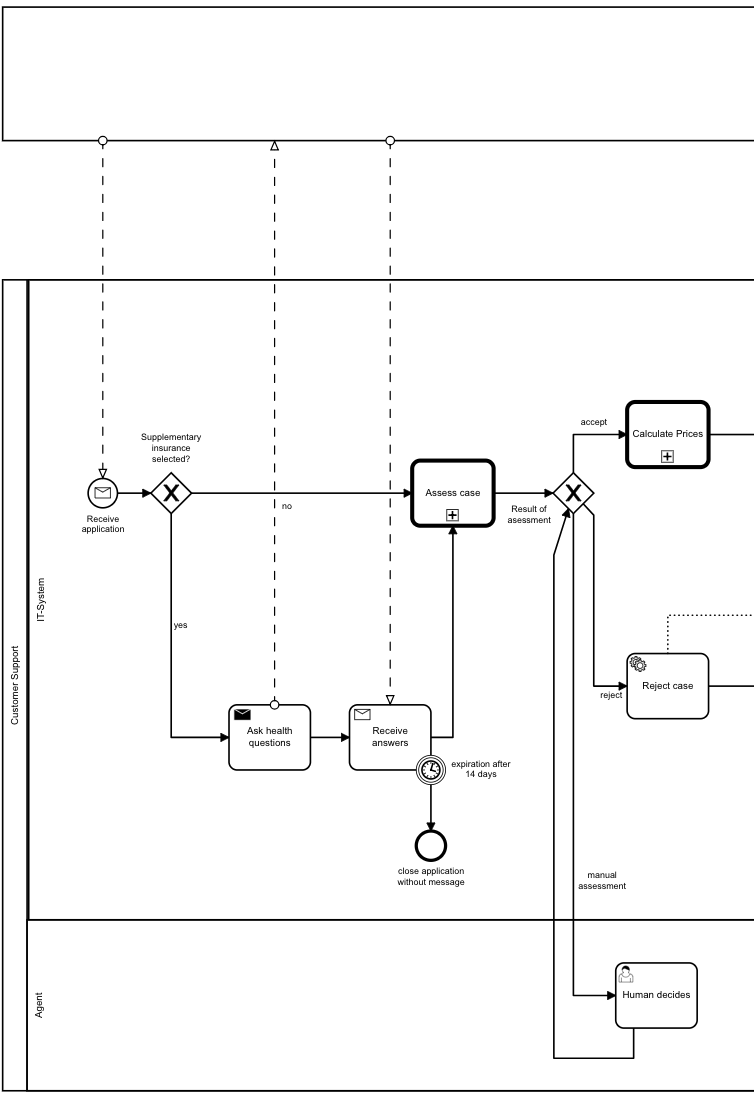 Supplementary
insurance
selected?
accept
Calculate Prices
Assess case
no
Receive
application
Result of
asessment
IT-System
yes
Customer Support
reject
Reject case
Ask health
questions
Receive
answers
expiration after
14 days
close application
without message
manual
assessment
Agent
Human decides